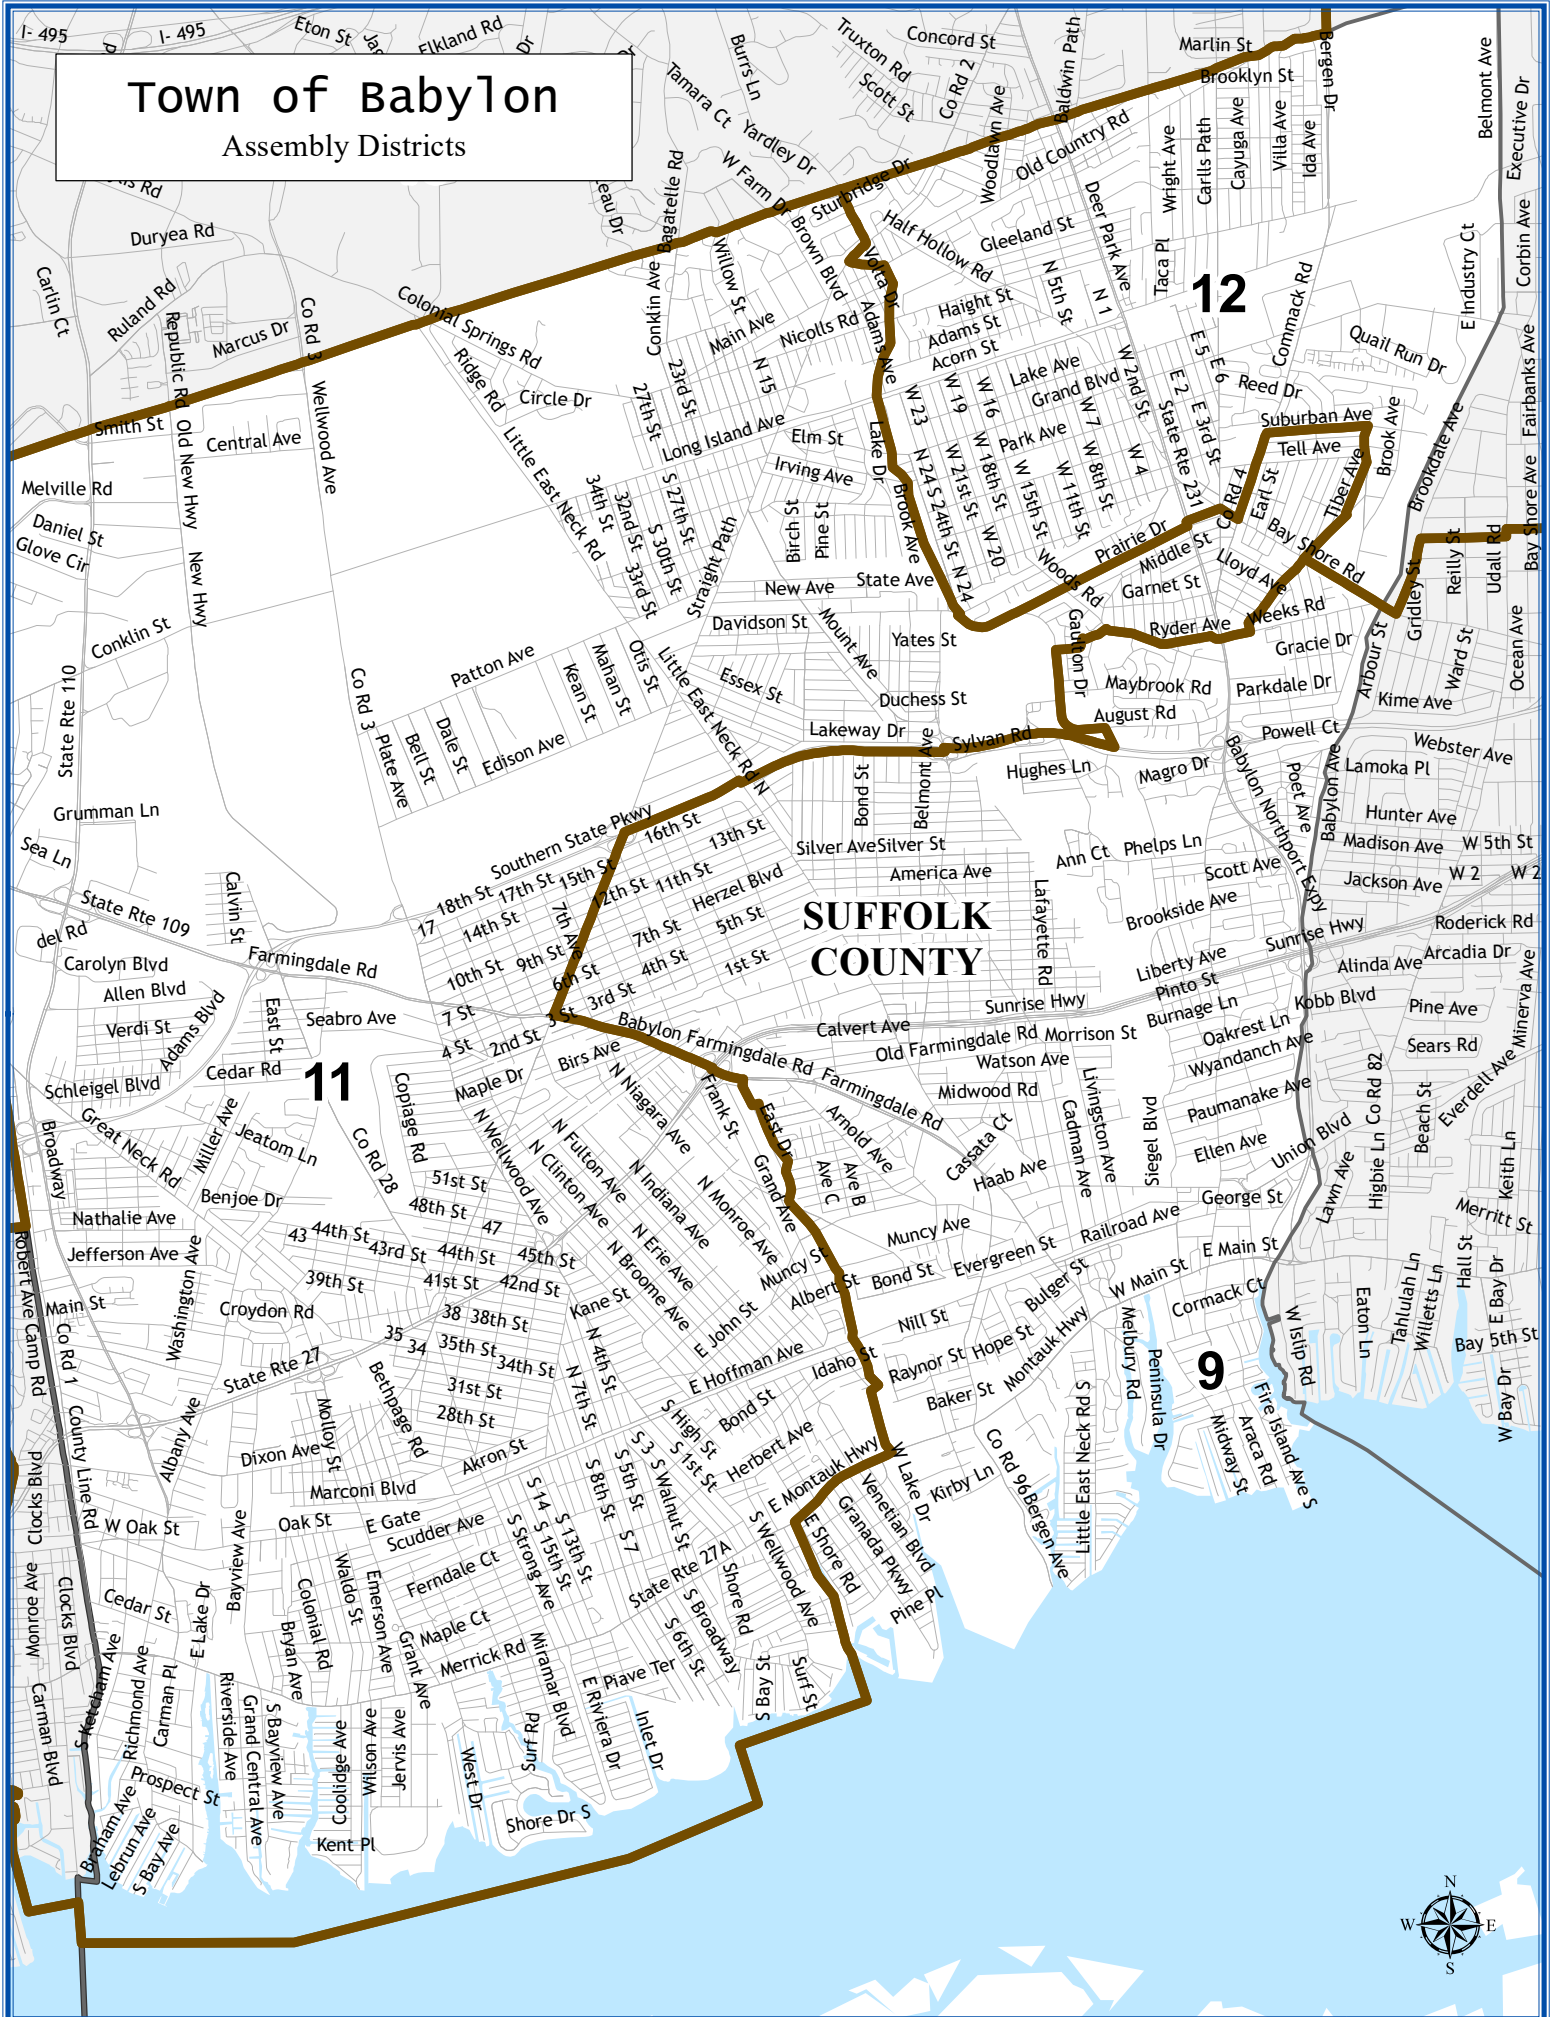 I- 495
I- 495
Eton St
Elkland Rd
Dr
Burrs Ln
Truxton Rd
Concord St
Co Rd 2
Scott St
Baldwin Path
Marlin St
Bergen Dr
Belmont Ave
Town of Babylon
Assembly Districts
Tamara Ct
Yardley Dr
Woodlawn Ave
Old Country Rd
Brooklyn St
Executive Dr
Wright Ave
Carlls Path
Cayuga Ave
Villa Ave
Ida Ave
Duryea Rd
Bagatelle Rd
W Farm Dr
Sturbridge Dr
Brown Blvd
Half Hollow Rd
Gleeland St
Deer Park Ave
Taca Pl
12
E Industry Ct
Corbin Ave
Carlin Ct
Ruland Rd
Republic Rd
Marcus Dr
Co Rd 3
Colonial Springs Rd
Conklin Ave
Willow St
Main Ave
Nicolls Rd
Volta Dr
Adams Ave
Haight St
Adams St
Acorn St
N 5th St
N 1
Commack Rd
Quail Run Dr
Fairbanks Ave
Ridge Rd
Circle Dr
23rd St
27th St
N 15
Lake Ave
Grand Blvd
W 2nd St
E 5
E 6
E 2
E 3rd St
Reed Dr
Suburban Ave
Tell Ave
Brook Ave
Brookdale Ave
Smith St
Old New Hwy
Central Ave
Wellwood Ave
Little East Neck Rd
Long Island Ave
Elm St
Irving Ave
Lake Dr
W 23
W 19
W 16
Park Ave
W 7
W 4
State Rte 231
Co Rd 4
Earl St
Tiber Ave
Bay Shore Ave
Melville Rd
Daniel St
Glove Cir
New Hwy
34th St
32nd St
S 27th St
S 30th St
33rd St
Straight Path
Birch St
Pine St
Brook Ave
N 24
S 24th St
W 21st St
W 18th St
W 15th St
W 11th St
W 8th St
W 20
N 24
Woods Rd
Prairie Dr
Middle St
Garnet St
Lloyd Ave
Bay Shore Rd
Gridley St
Reilly St
Udall Rd
Conklin St
New Ave
State Ave
Davidson St
Mount Ave
Yates St
Gaulton Dr
Ryder Ave
Weeks Rd
Gracie Dr
Arbour St
Ward St
Ocean Ave
State Rte 110
Co Rd 3
Patton Ave
Kean St
Mahan St
Otis St
Little East Neck Rd N
Essex St
Duchess St
Lakeway Dr
Sylvan Rd
Maybrook Rd
August Rd
Parkdale Dr
Kime Ave
Powell Ct
Webster Ave
Plate Ave
Bell St
Dale St
Edison Ave
Bond St
Belmont Ave
Hughes Ln
Magro Dr
Babylon Northport Expy
Poet Ave
Babylon Ave
Lamoka Pl
Grumman Ln
Southern State Pkwy
16th St
13th St
Silver Ave
Silver St
Ann Ct
Phelps Ln
Hunter Ave
Madison Ave
W 5th St
Sea Ln
Calvin St
18th St
17th St
15th St
12th St
11th St
Herzel Blvd
America Ave
Scott Ave
Jackson Ave
W 2
W 2
State Rte 109
17
14th St
7th Ave
7th St
5th St
SUFFOLK
COUNTY
Lafayette Rd
Brookside Ave
Sunrise Hwy
Roderick Rd
del Rd
Carolyn Blvd
Farmingdale Rd
10th St
9th St
6th St
4th St
1st St
Liberty Ave
Pinto St
Alinda Ave
Arcadia Dr
Allen Blvd
Adams Blvd
East St
Seabro Ave
7 St
3 St
3rd St
Sunrise Hwy
Burnage Ln
Kobb Blvd
Pine Ave
Minerva Ave
Verdi St
4 St
2nd St
Birs Ave
Babylon Farmingdale Rd
Calvert Ave
Old Farmingdale Rd
Morrison St
Oakrest Ln
Wyandanch Ave
Sears Rd
Schleigel Blvd
Cedar Rd
11
Maple Dr
N Niagara Ave
Frank St
Farmingdale Rd
Watson Ave
Midwood Rd
Livingston Ave
Siegel Blvd
Paumanake Ave
Co Rd 82
Beach St
Everdell Ave
Broadway
Great Neck Rd
Miller Ave
Jeatom Ln
Co Rd 28
Copiage Rd
N Wellwood Ave
N Clinton Ave
N Fulton Ave
N Indiana Ave
N Monroe Ave
East Dr
Grand Ave
Arnold Ave
Ave C
Ave B
Cassata Ct
Haab Ave
Cadman Ave
Ellen Ave
Union Blvd
Lawn Ave
Higbie Ln
Keith Ln
Benjoe Dr
51st St
48th St
47
George St
Merritt St
Nathalie Ave
Jefferson Ave
Washington Ave
43
44th St
43rd St
44th St
45th St
N Erie Ave
N Broome Ave
Muncy St
Muncy Ave
Evergreen St
Railroad Ave
E Main St
Robert Ave
Camp Rd
Main St
Co Rd 1
39th St
41st St
42nd St
Kane St
Albert St
Bond St
Bulger St
W Main St
Cormack Ct
Eaton Ln
Tahlulah Ln
Willetts Ln
Hall St
E Bay Dr
Croydon Rd
38
38th St
E John St
Nill St
Hope St
Montauk Hwy
Melbury Rd
Peninsula Dr
9
W Islip Rd
Bay 5th St
35
34
35th St
34th St
N 4th St
E Hoffman Ave
Idaho St
Raynor St
Baker St
State Rte 27
Bethpage Rd
31st St
28th St
N 7th St
S High St
S 1st St
Bond St
Herbert Ave
W Bay Dr
Fire Island Ave S
Araca Rd
Midway St
Clocks Blvd
County Line Rd
Albany Ave
Molloy St
Dixon Ave
Akron St
Marconi Blvd
S 3
S 5th St
S 8th St
S Walnut St
E Montauk Hwy
W Lake Dr
Kirby Ln
Co Rd 96
Little East Neck Rd S
W Oak St
Bayview Ave
Oak St
E Gate
Scudder Ave
S 14
S 15th St
S 13th St
S 7
S Strong Ave
S Wellwood Ave
Venetian Blvd
Granada Pkwy
E Shore Rd
Bergen Ave
Monroe Ave
Clocks Blvd
Cedar St
E Lake Dr
Waldo St
Emerson Ave
Ferndale Ct
State Rte 27A
Shore Rd
S Broadway
Pine Pl
Colonial Rd
Bryan Ave
Grant Ave
Maple Ct
Merrick Rd
Miramar Blvd
S 6th St
Carman Blvd
S Ketcham Ave
Richmond Ave
Carman Pl
Riverside Ave
Grand Central Ave
S Bayview Ave
Coolidge Ave
Wilson Ave
Jervis Ave
West Dr
Surf Rd
E Riviera Dr
Piave Ter
Inlet Dr
S Bay St
Surf St
Prospect St
Braham Ave
Lebrun Ave
S Bay Ave
Kent Pl
Shore Dr S
N
W
E
S